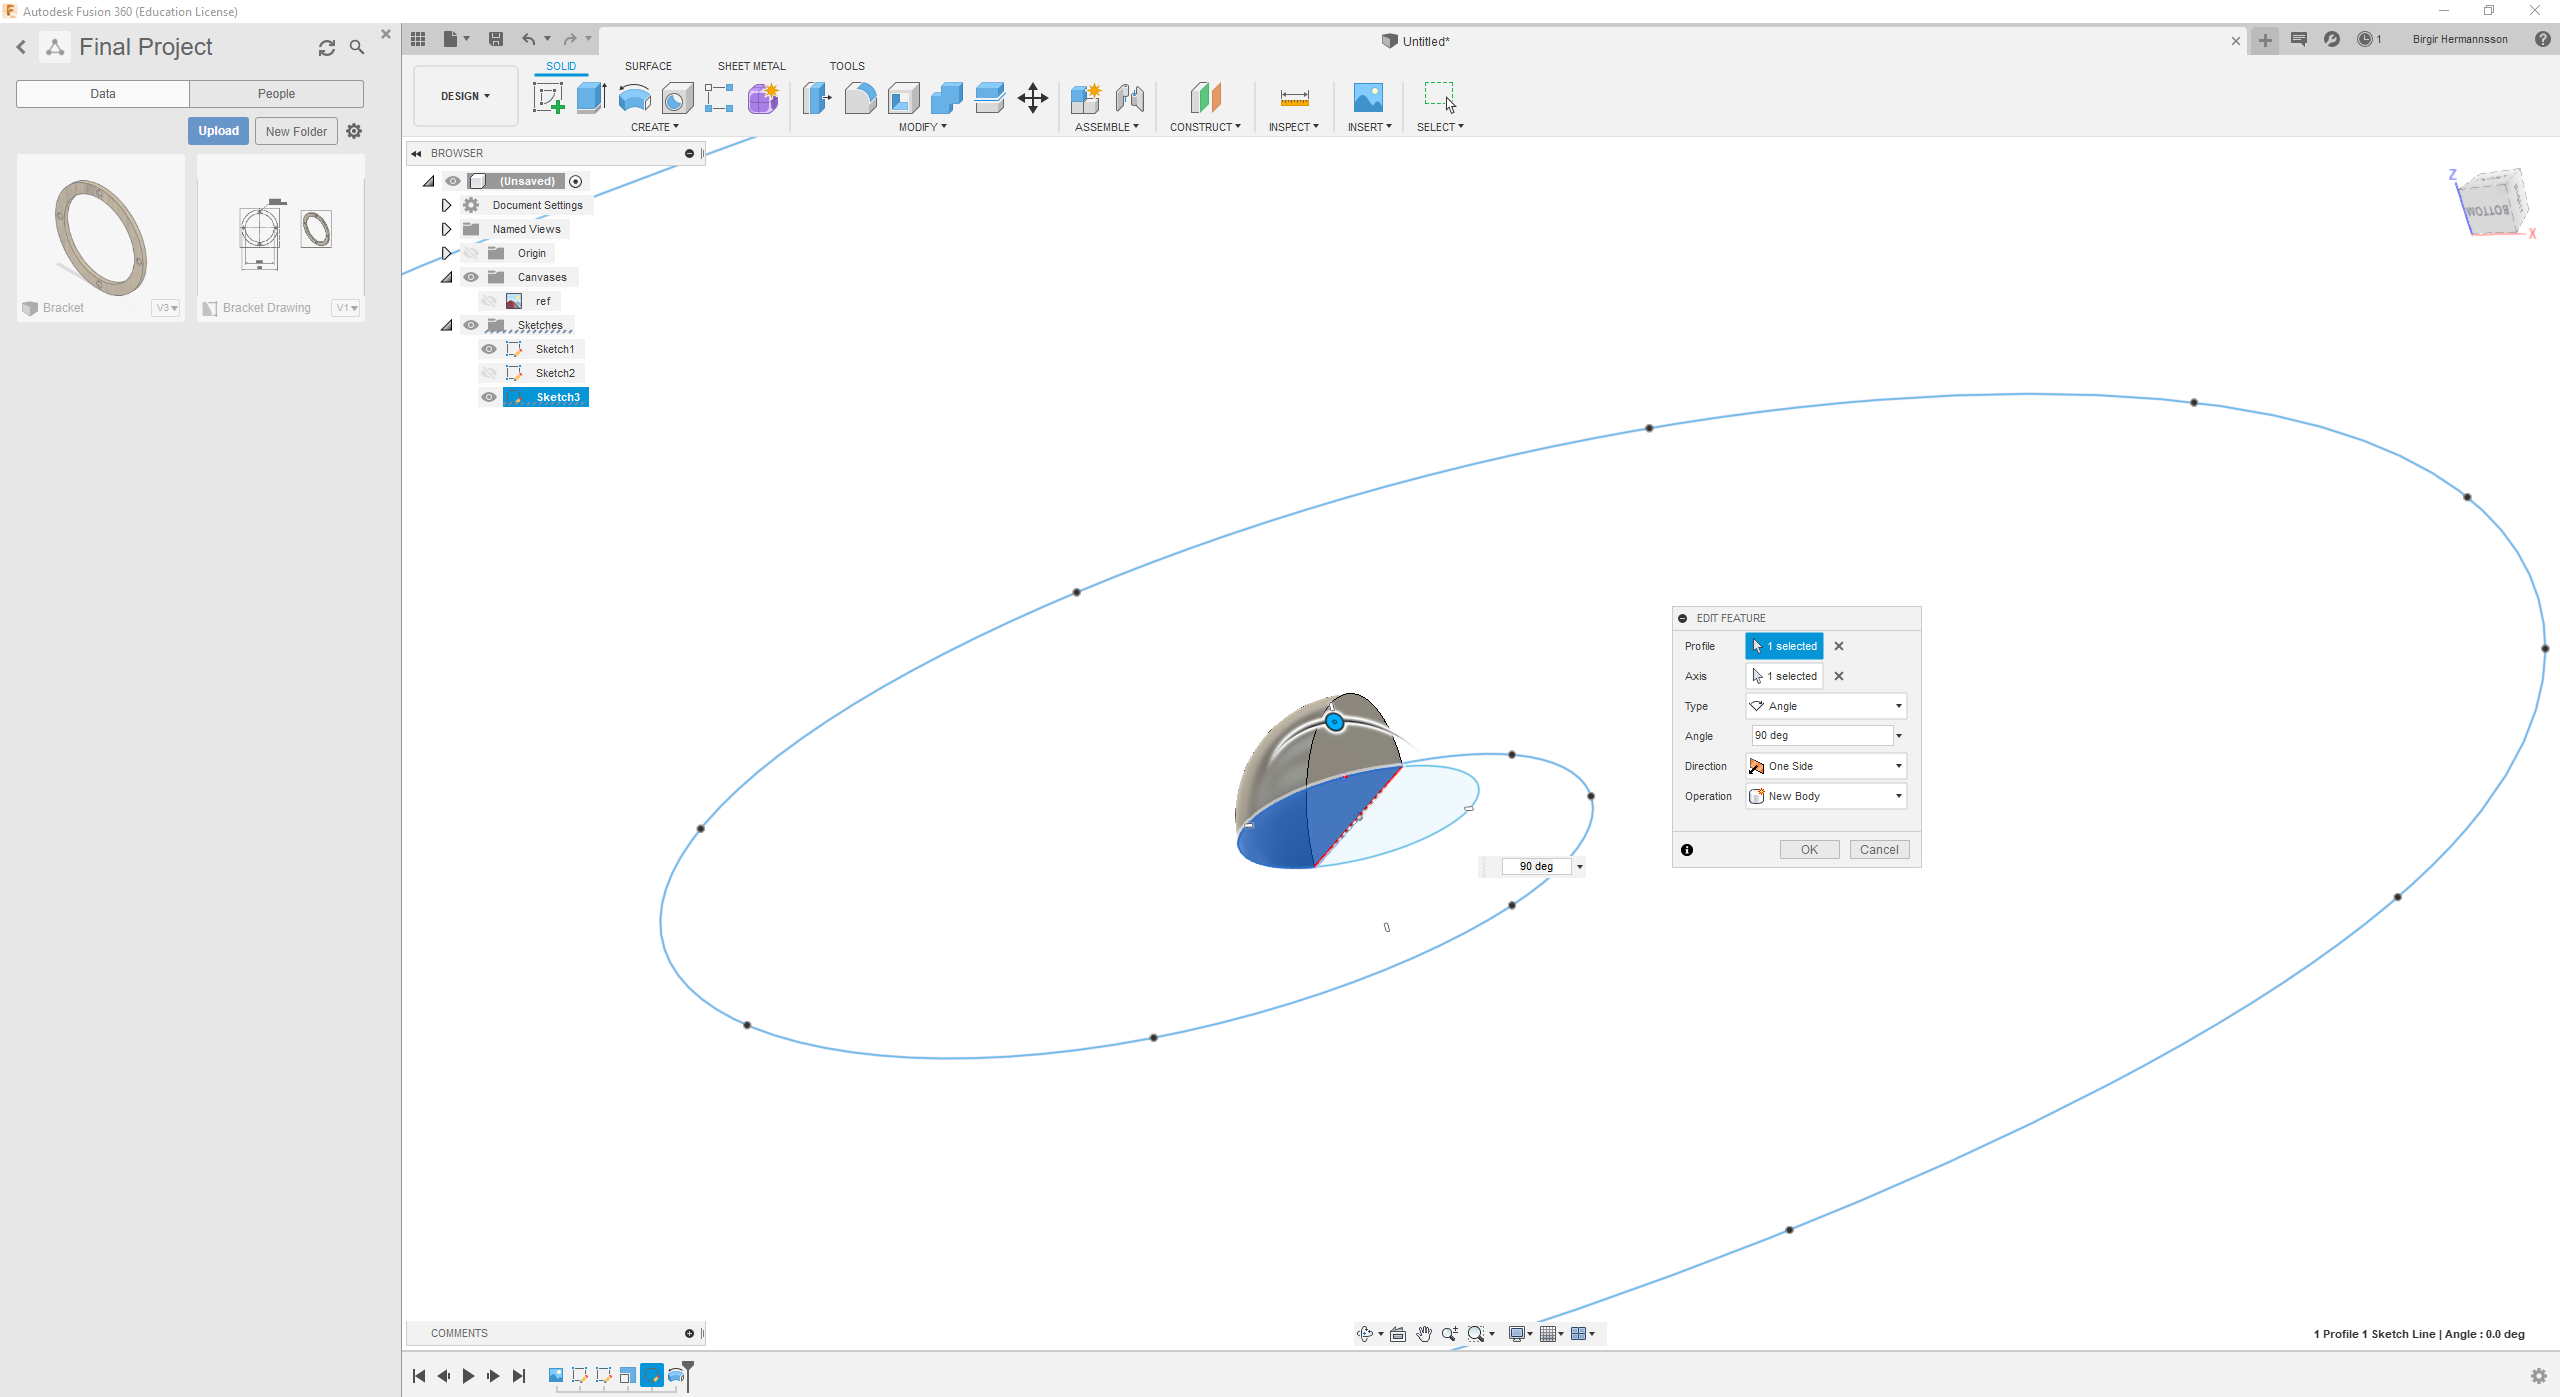 Autodesk Fusion 360 (Education License)
Final Project
Data
People
Upload
New Folder
Bracket
V3
Bracket Drawing
V1
Untitled*
1
Birgir Hermannsson
DESIGN
SOLID
SURFACE
SHEET METAL
TOOLS
CREATE
MODIFY
ASSEMBLE
CONSTRUCT
INSPECT
INSERT
SELECT
BROWSER
(Unsaved)
Document Settings
Named Views
Origin
Canvases
ref
Sketches
Sketch1
Sketch2
Sketch3
Z
BOTTOM
X
EDIT FEATURE
Profile 1 selected
Axis 1 selected
Type Angle
Angle 90 deg
Direction One Side
Operation New Body
OK Cancel
90 deg
COMMENTS
1 Profile 1 Sketch Line | Angle : 0.0 deg